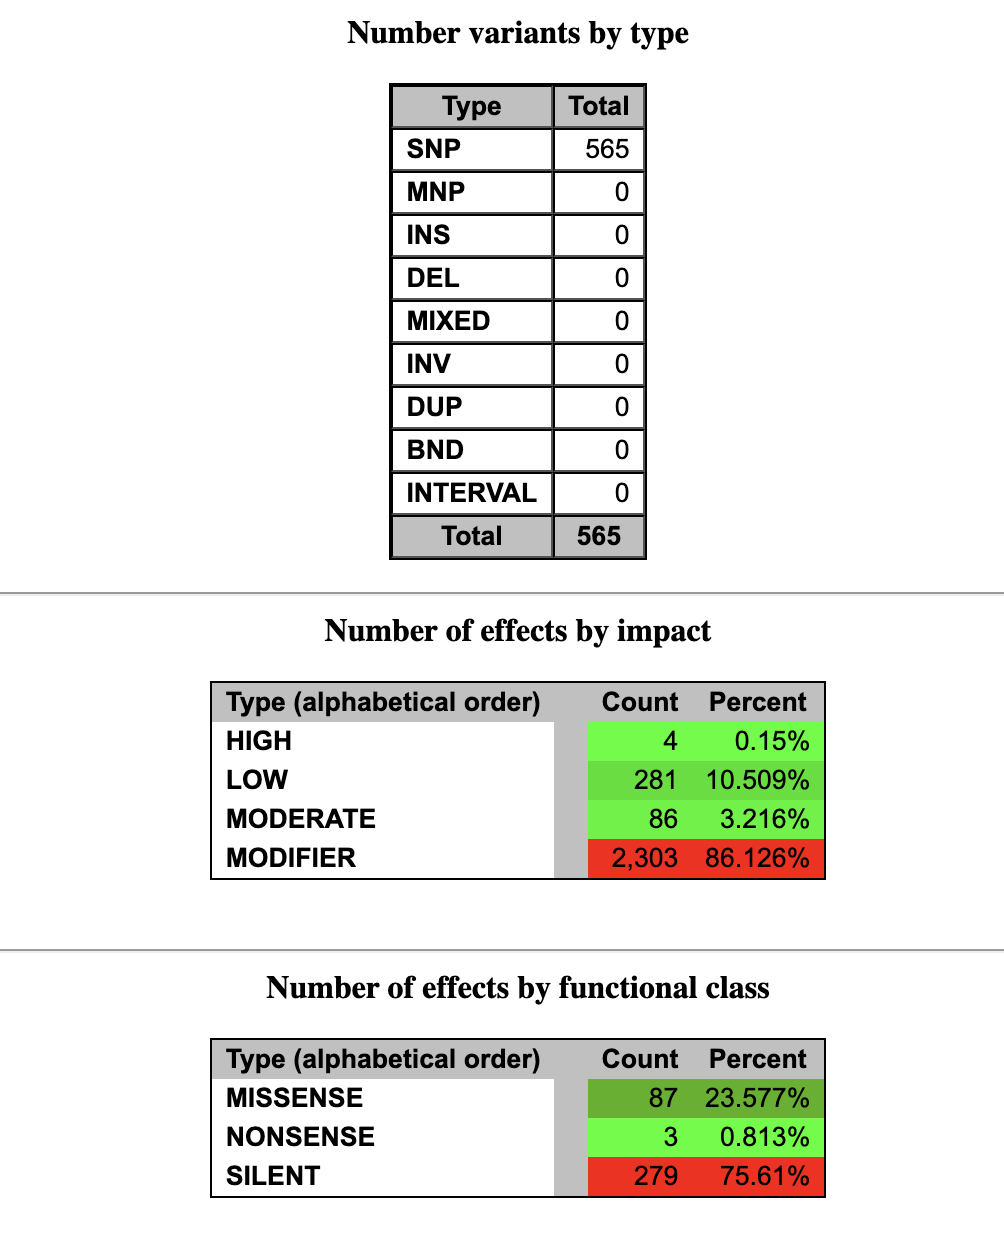 Number variants by type
Type Total
SNP 565
MNP 0
INS 0
DEL 0
MIXED 0
INV 0
DUP 0
BND 0
INTERVAL 0
Total 565
Number of effects by impact
Type (alphabetical order) Count Percent
HIGH 4 0.15%
LOW 281 10.509%
MODERATE 86 3.216%
MODIFIER 2,303 86.126%
Number of effects by functional class
Type (alphabetical order) Count Percent
MISSENSE 87 23.577%
NONSENSE 3 0.813%
SILENT 279 75.61%